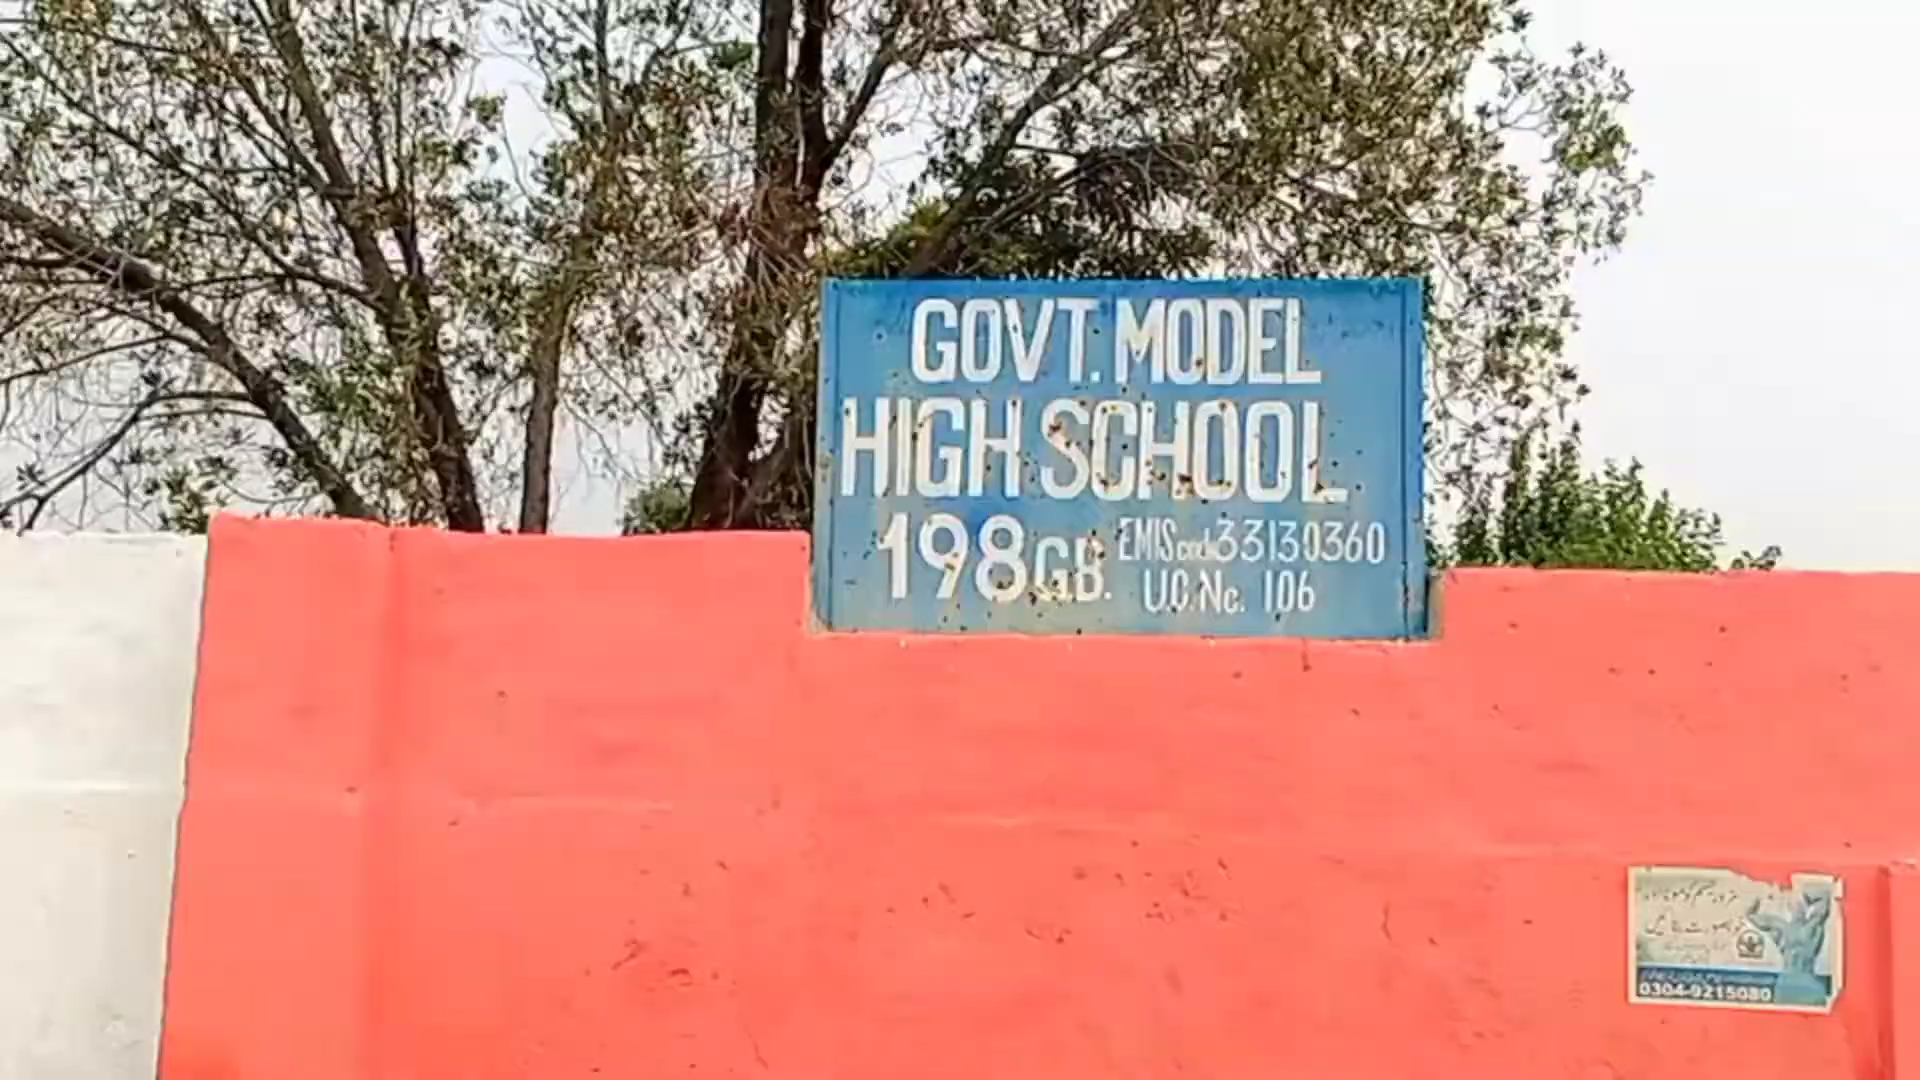 GOVT. MODEL
HIGH SCHOOL
198 G.B. EMIS code 33130360
U.C.No. 106
0304-9215080